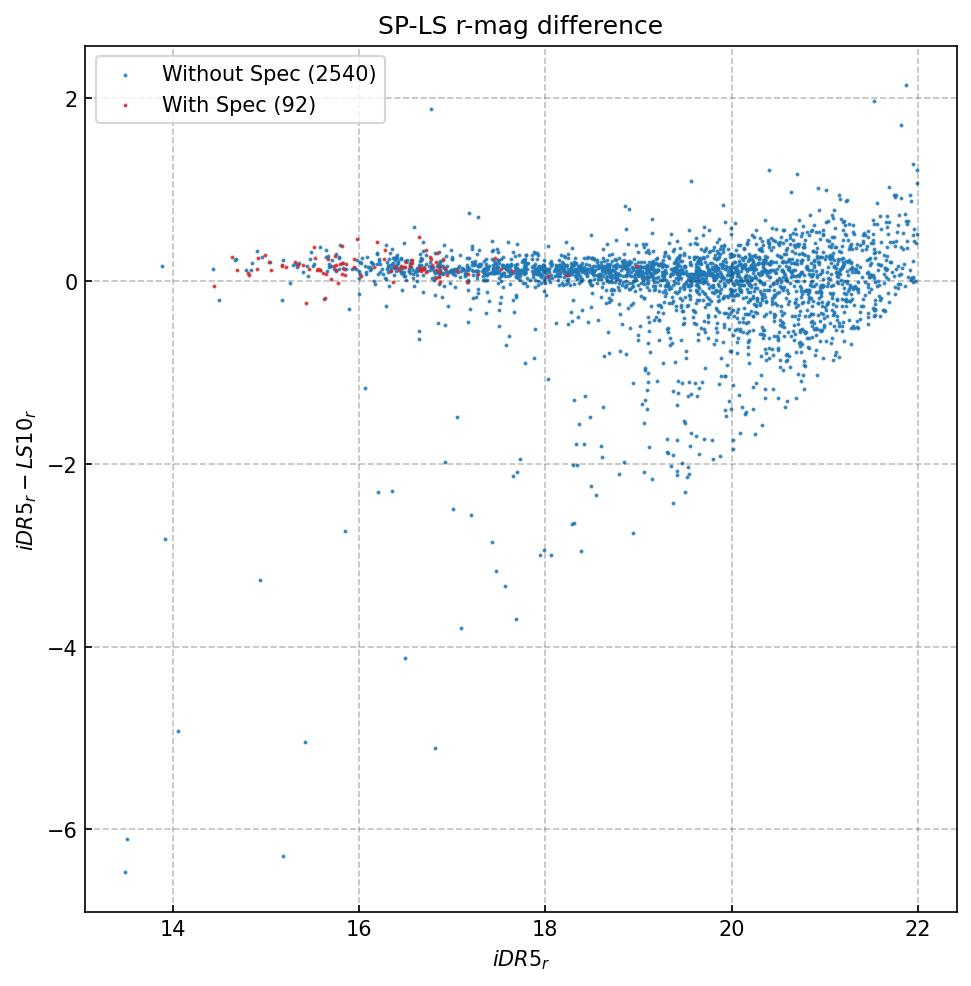 SP-LS r-mag difference
Without Spec (2540)
With Spec (92)
2
0
−2
−4
−6
iDR5r − LS10r
14 16 18 20 22
iDR5r